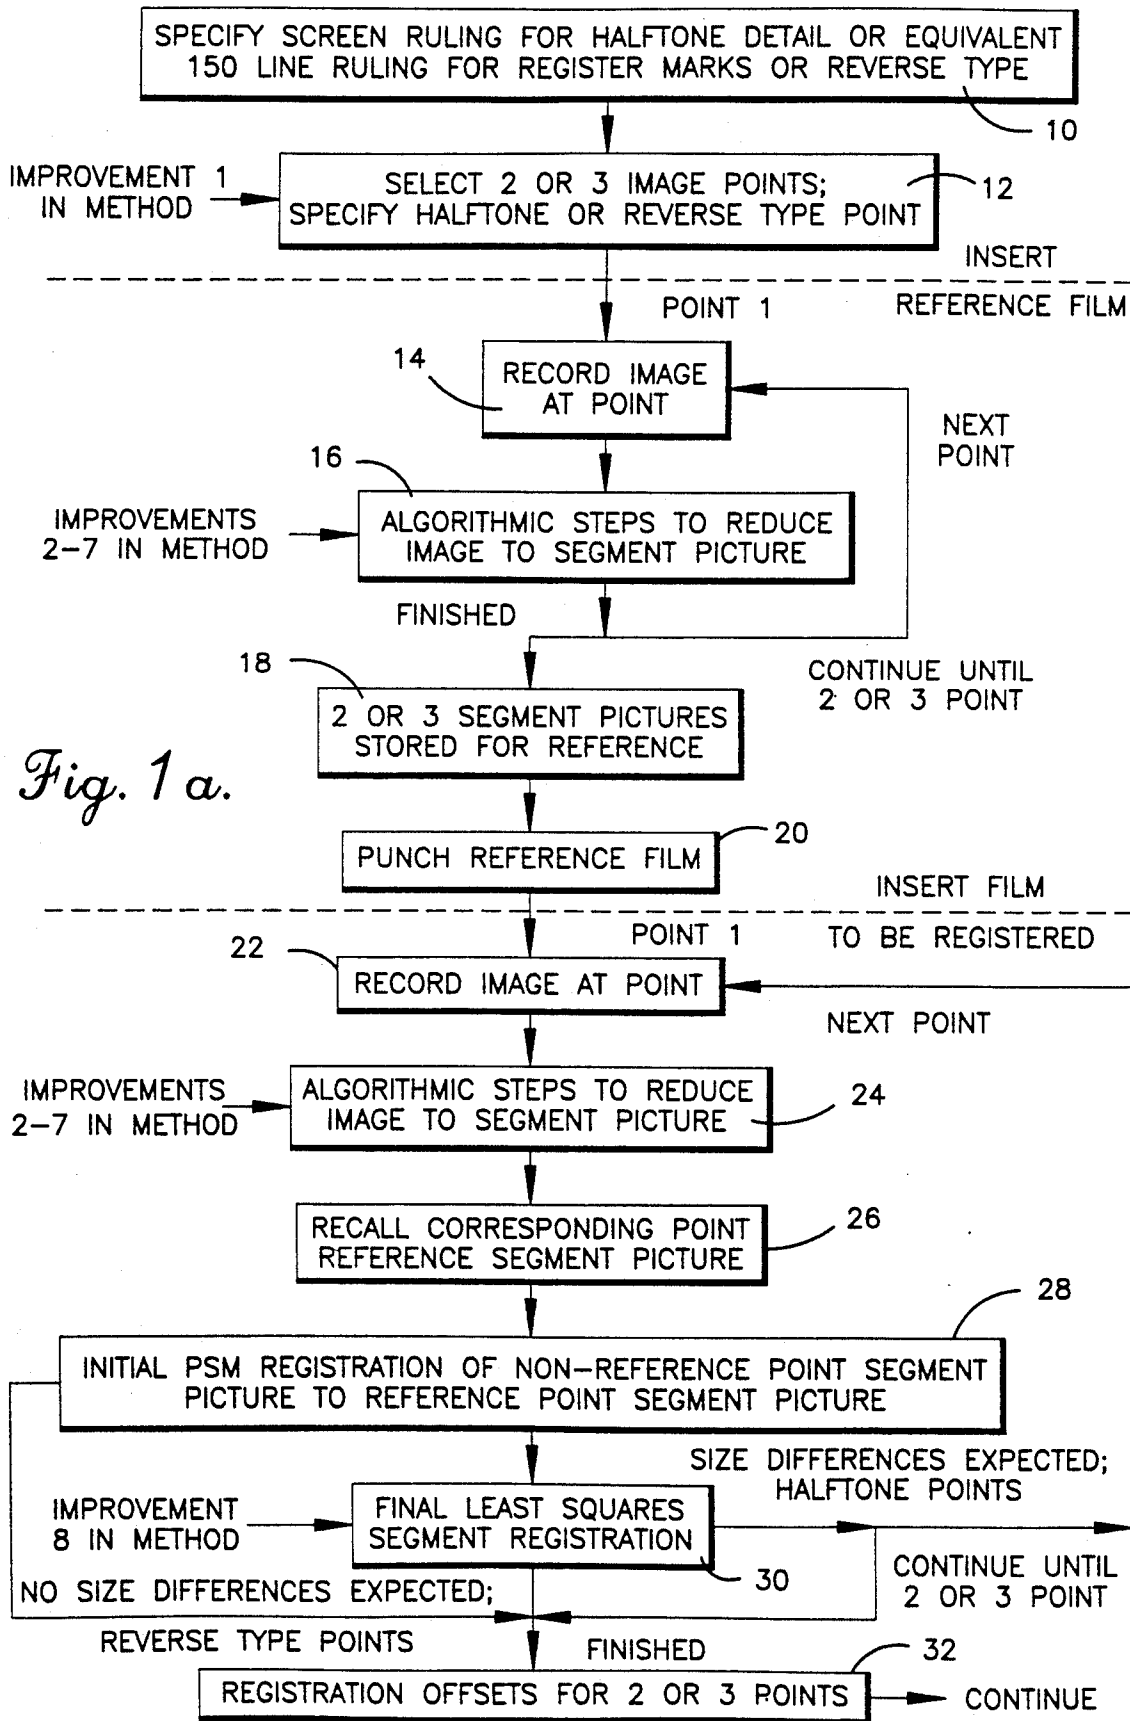 SPECIFY SCREEN RULING FOR HALFTONE DETAIL OR EQUIVALENT
150 LINE RULING FOR REGISTER MARKS OR REVERSE TYPE
10
IMPROVEMENT 1
IN METHOD
SELECT 2 OR 3 IMAGE POINTS;
SPECIFY HALFTONE OR REVERSE TYPE POINT
12
INSERT
REFERENCE FILM
POINT 1
14
RECORD IMAGE
AT POINT
NEXT
POINT
16
IMPROVEMENTS
2-7 IN METHOD
ALGORITHMIC STEPS TO REDUCE
IMAGE TO SEGMENT PICTURE
FINISHED
CONTINUE UNTIL
2 OR 3 POINT
18
2 OR 3 SEGMENT PICTURES
STORED FOR REFERENCE
Fig. 1a.
PUNCH REFERENCE FILM
20
INSERT FILM
TO BE REGISTERED
POINT 1
22
RECORD IMAGE AT POINT
NEXT POINT
IMPROVEMENTS
2-7 IN METHOD
ALGORITHMIC STEPS TO REDUCE
IMAGE TO SEGMENT PICTURE
24
RECALL CORRESPONDING POINT
REFERENCE SEGMENT PICTURE
26
28
INITIAL PSM REGISTRATION OF NON-REFERENCE POINT SEGMENT
PICTURE TO REFERENCE POINT SEGMENT PICTURE
SIZE DIFFERENCES EXPECTED;
HALFTONE POINTS
IMPROVEMENT
8 IN METHOD
FINAL LEAST SQUARES
SEGMENT REGISTRATION
30
CONTINUE UNTIL
2 OR 3 POINT
NO SIZE DIFFERENCES EXPECTED;
REVERSE TYPE POINTS
FINISHED
32
REGISTRATION OFFSETS FOR 2 OR 3 POINTS
CONTINUE